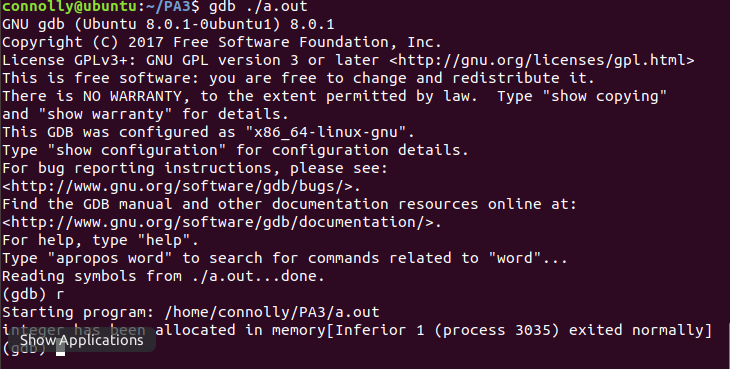 connolly@ubuntu:~/PA3$ gdb ./a.out
GNU gdb (Ubuntu 8.0.1-0ubuntu1) 8.0.1
Copyright (C) 2017 Free Software Foundation, Inc.
License GPLv3+: GNU GPL version 3 or later <http://gnu.org/licenses/gpl.html>
This is free software: you are free to change and redistribute it.
There is NO WARRANTY, to the extent permitted by law.  Type "show copying"
and "show warranty" for details.
This GDB was configured as "x86_64-linux-gnu".
Type "show configuration" for configuration details.
For bug reporting instructions, please see:
<http://www.gnu.org/software/gdb/bugs/>.
Find the GDB manual and other documentation resources online at:
<http://www.gnu.org/software/gdb/documentation/>.
For help, type "help".
Type "apropos word" to search for commands related to "word"...
Reading symbols from ./a.out...done.
(gdb) r
Starting program: /home/connolly/PA3/a.out
integer has been allocated in memory[Inferior 1 (process 3035) exited normally]
(gdb)
Show Applications